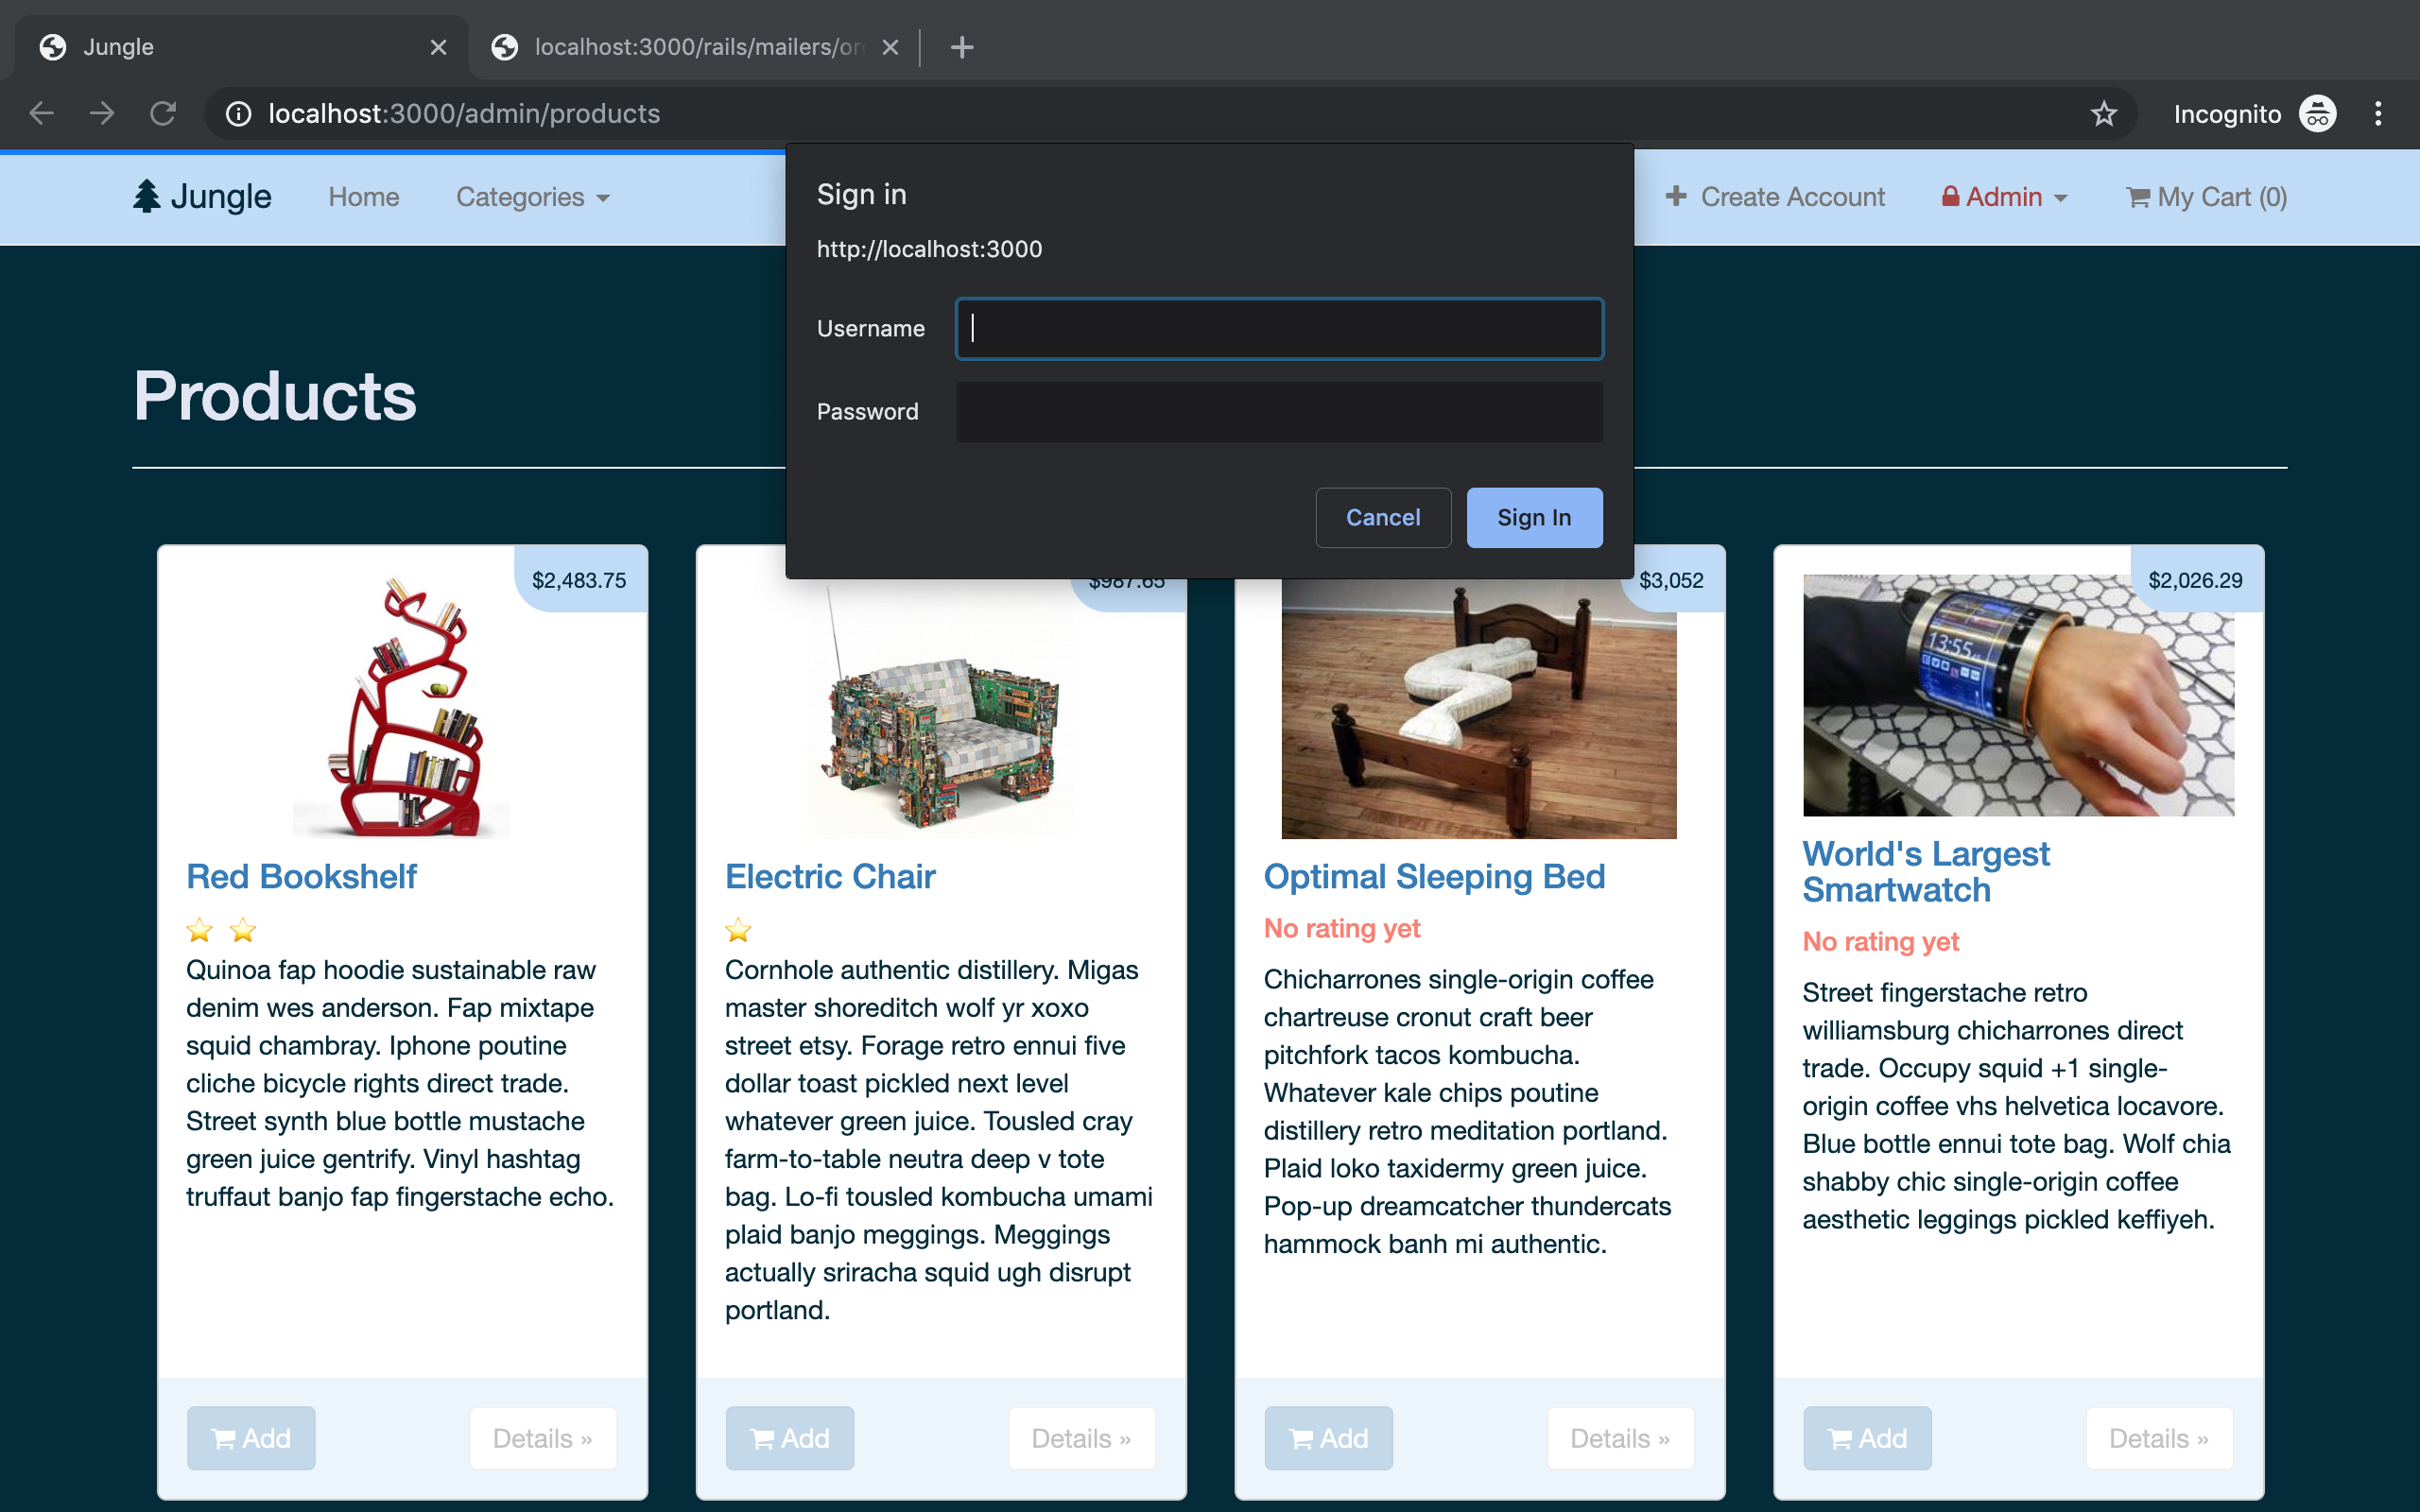 Jungle
localhost:3000/rails/mailers/or
localhost:3000/admin/products
Incognito
Jungle
Home
Categories
Create Account
Admin
My Cart (0)
Sign in
http://localhost:3000
Username
Password
Cancel
Sign In
Products
$2,483.75
Red Bookshelf
Quinoa fap hoodie sustainable raw
denim wes anderson. Fap mixtape
squid chambray. Iphone poutine
cliche bicycle rights direct trade.
Street synth blue bottle mustache
green juice gentrify. Vinyl hashtag
truffaut banjo fap fingerstache echo.
Add
Details »
$987.65
Electric Chair
Cornhole authentic distillery. Migas
master shoreditch wolf yr xoxo
street etsy. Forage retro ennui five
dollar toast pickled next level
whatever green juice. Tousled cray
farm-to-table neutra deep v tote
bag. Lo-fi tousled kombucha umami
plaid banjo meggings. Meggings
actually sriracha squid ugh disrupt
portland.
Add
Details »
$3,052
Optimal Sleeping Bed
No rating yet
Chicharrones single-origin coffee
chartreuse cronut craft beer
pitchfork tacos kombucha.
Whatever kale chips poutine
distillery retro meditation portland.
Plaid loko taxidermy green juice.
Pop-up dreamcatcher thundercats
hammock banh mi authentic.
Add
Details »
$2,026.29
13:55
World's Largest
Smartwatch
No rating yet
Street fingerstache retro
williamsburg chicharrones direct
trade. Occupy squid +1 single-
origin coffee vhs helvetica locavore.
Blue bottle ennui tote bag. Wolf chia
shabby chic single-origin coffee
aesthetic leggings pickled keffiyeh.
Add
Details »